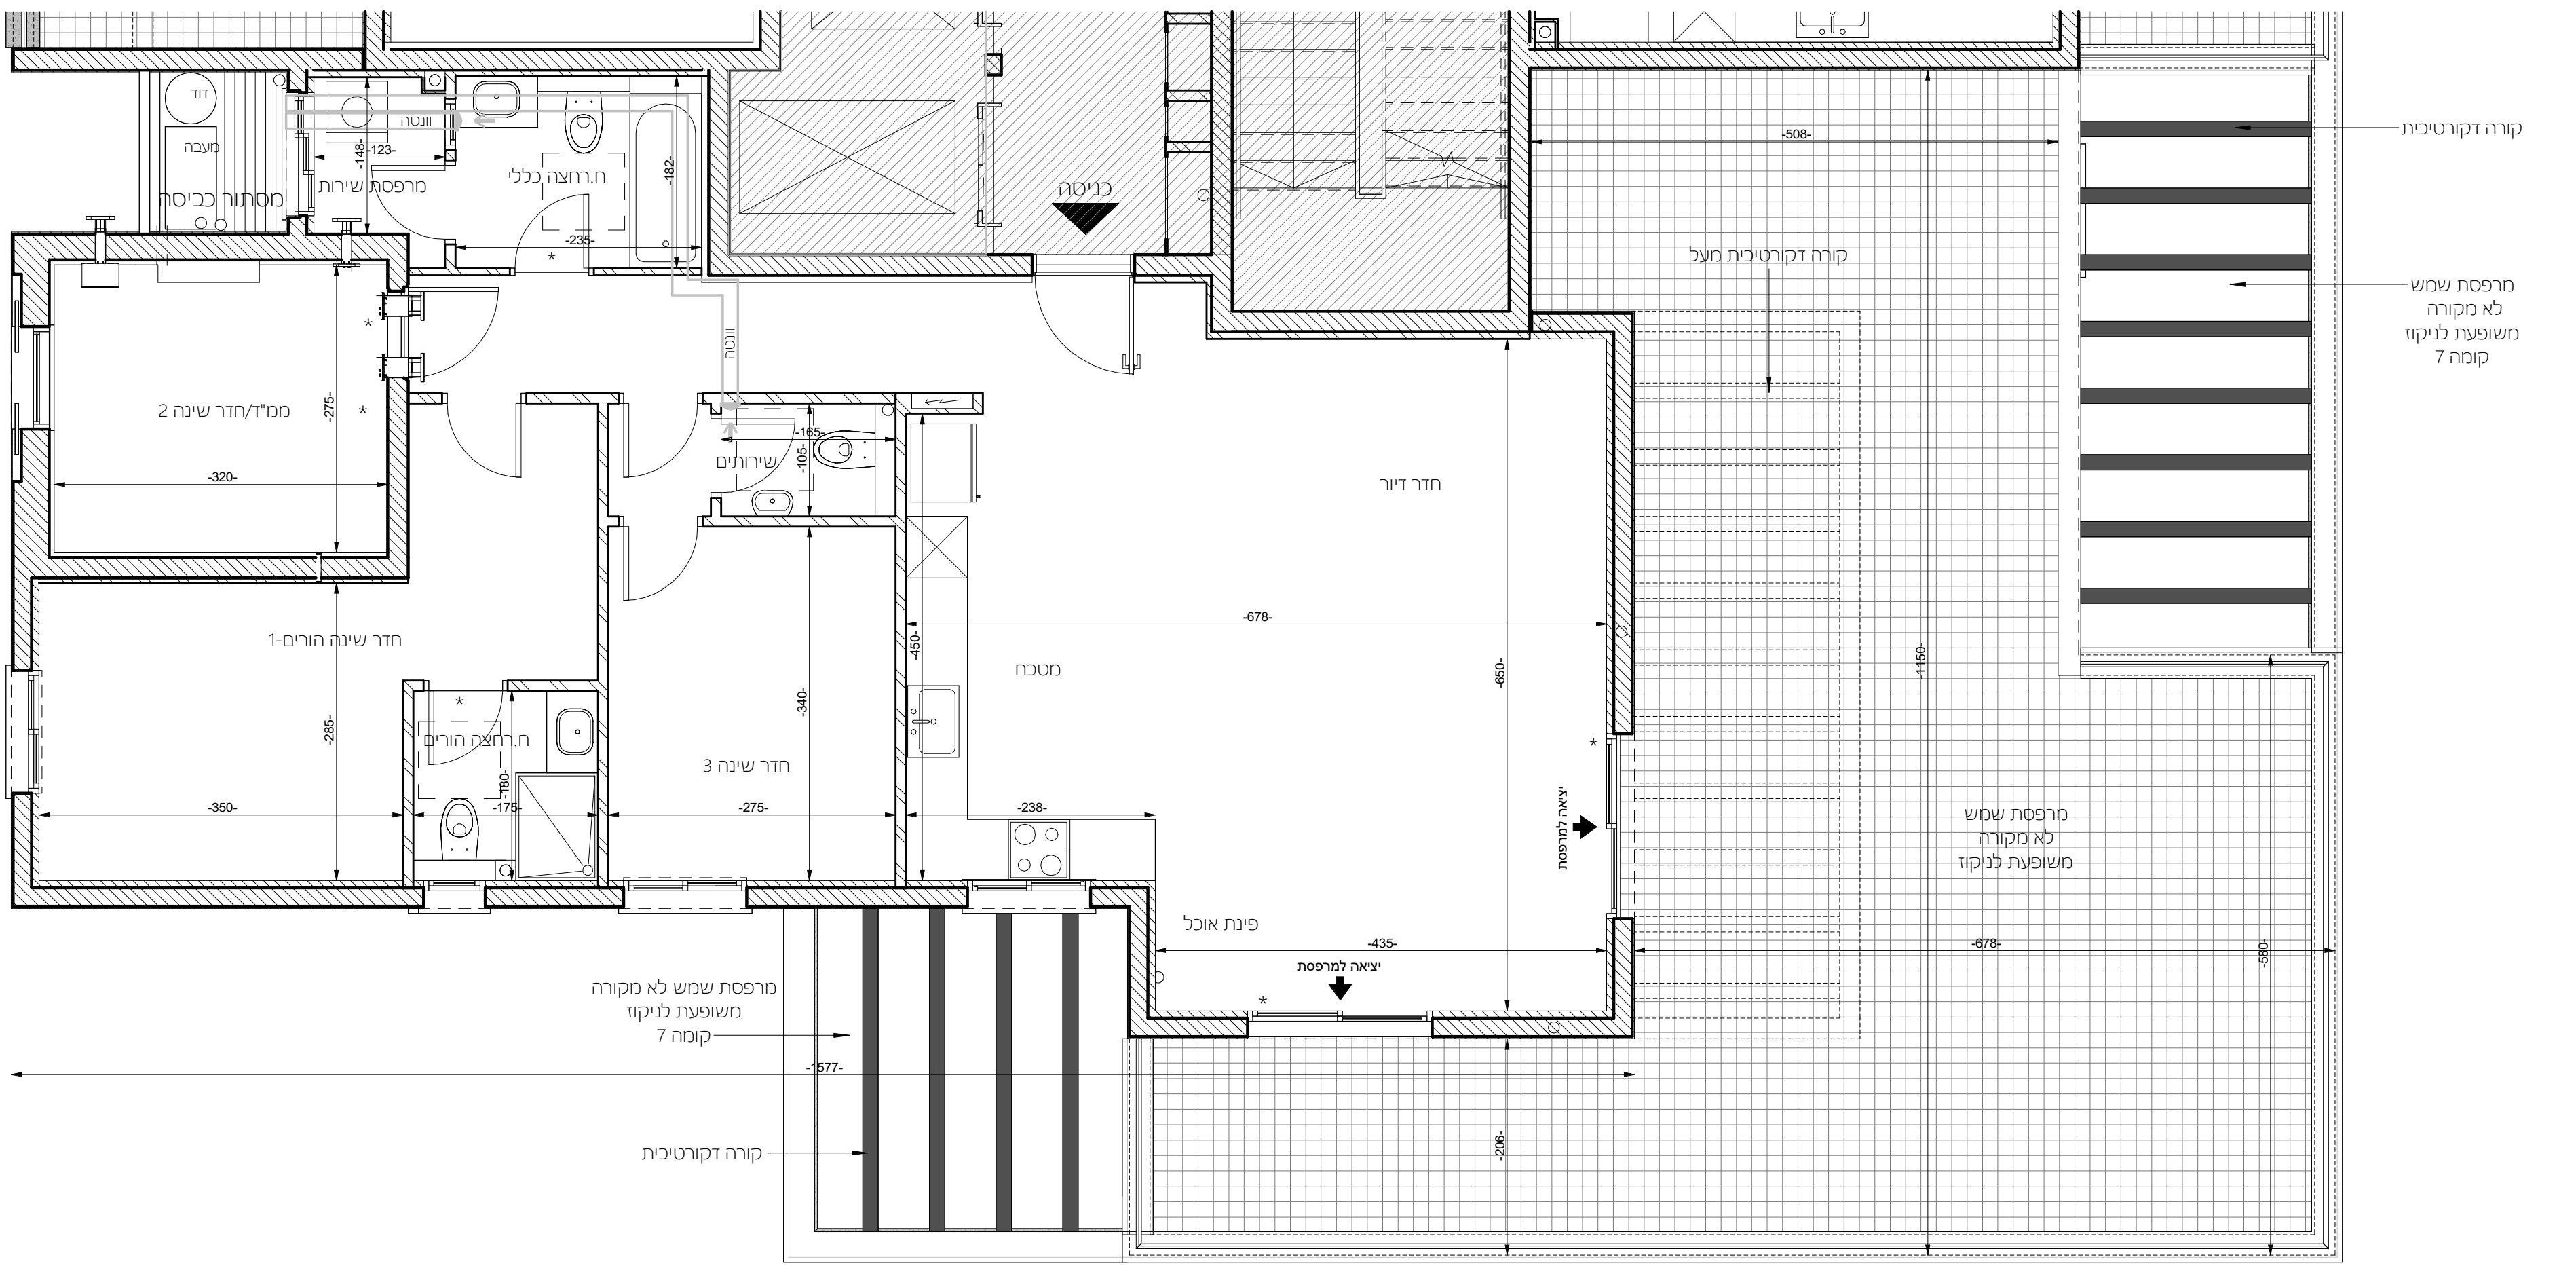 דוד
מעבה
מסתור כביסה
וונטה
-148-
-123-
מרפסת שירות
ח.רחצה כללי
-182-
-235-
*
כניסה
-508-
קורה דקורטיבית
קורה דקורטיבית מעל
מרפסת שמש
לא מקורה
משופעת לניקוז
קומה 7
וונטה
*
*
ממ"ד/חדר שינה 2
-275-
-320-
-165-
-105-
שירותים
חדר דיור
-678-
-450-
מטבח
-650-
-1150-
חדר שינה הורים-1
-285-
-350-
*
ח.רחצה הורים
-180-
-175-
חדר שינה 3
-340-
-275-
-238-
*
יציאה למרפסת
מרפסת שמש
לא מקורה
משופעת לניקוז
פינת אוכל
-435-
יציאה למרפסת
*
-678-
-580-
מרפסת שמש לא מקורה
משופעת לניקוז
קומה 7
-1577-
קורה דקורטיבית
-206-